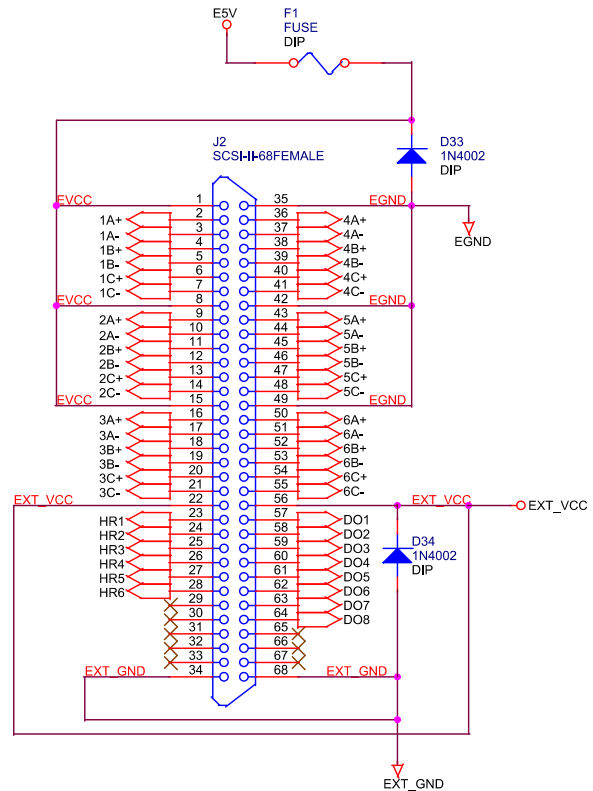 E5V
F1
FUSE
DIP
J2
SCSI-II-68FEMALE
D33
1N4002
DIP
EVCC 1 35 EGND
1A+ 2 36 4A+
1A- 3 37 4A-
1B+ 4 38 4B+
1B- 5 39 4B-
1C+ 6 40 4C+
1C- 7 41 4C-
EVCC 8 42 EGND
2A+ 9 43 5A+
2A- 10 44 5A-
2B+ 11 45 5B+
2B- 12 46 5B-
2C+ 13 47 5C+
2C- 14 48 5C-
EVCC 15 49 EGND
3A+ 16 50 6A+
3A- 17 51 6A-
3B+ 18 52 6B+
3B- 19 53 6B-
3C+ 20 54 6C+
3C- 21 55 6C-
EXT_VCC 22 56 EXT_VCC
HR1 23 57 DO1
HR2 24 58 DO2
HR3 25 59 DO3
HR4 26 60 DO4
HR5 27 61 DO5
HR6 28 62 DO6
29 63 DO7
30 64 DO8
31 65
32 66
33 67
EXT_GND 34 68 EXT_GND
EGND
EXT_VCC
D34
1N4002
DIP
EXT_GND